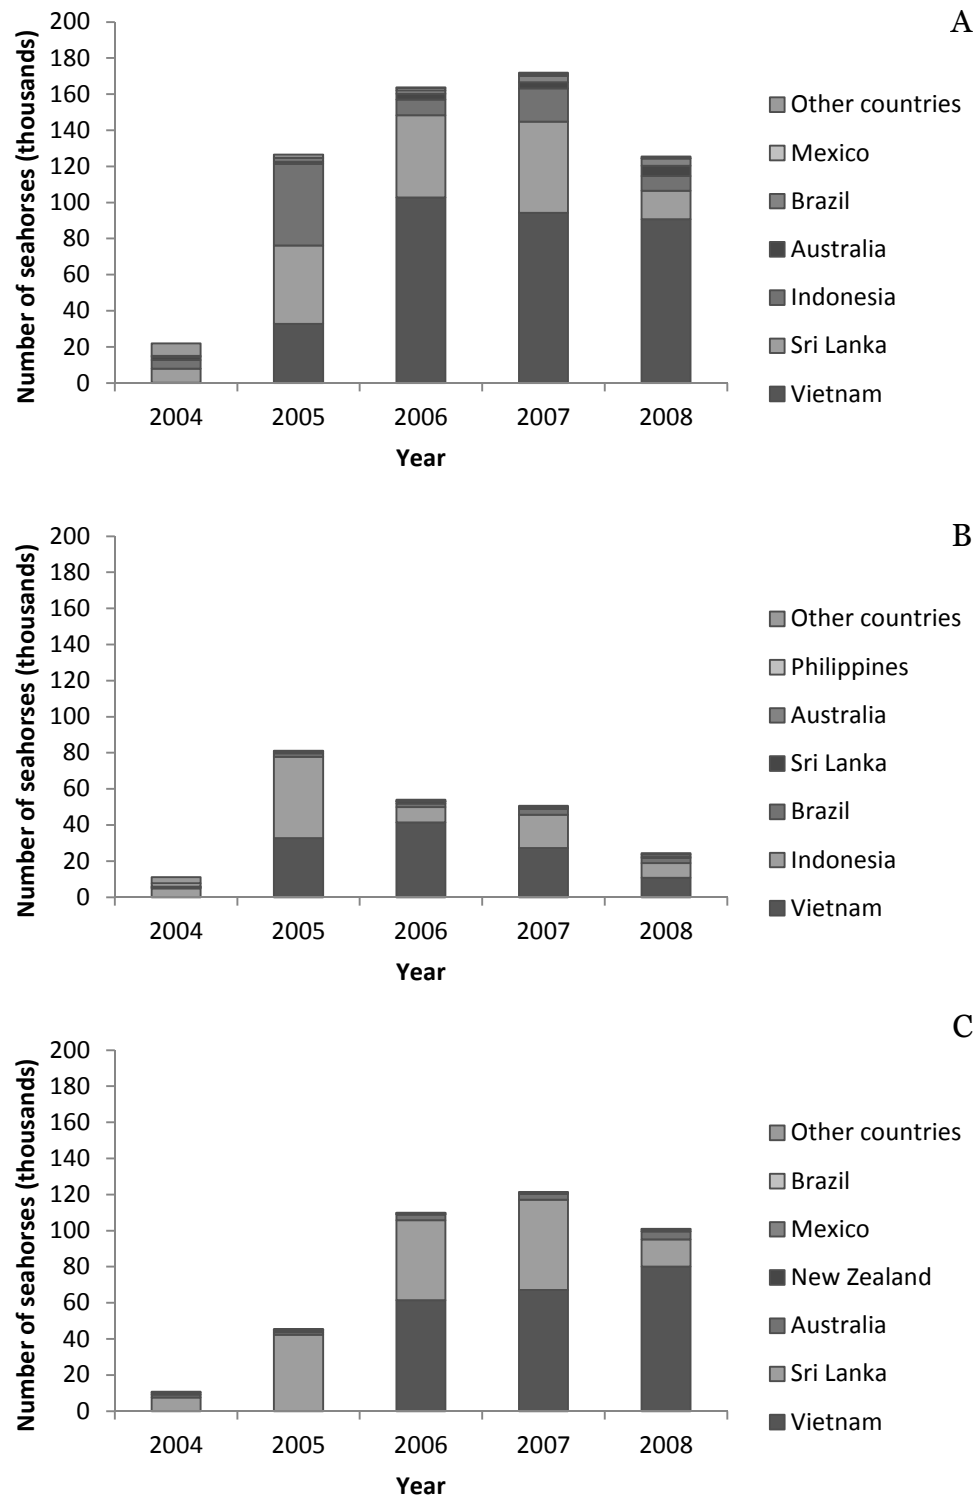 A
Number of seahorses (thousands)
200
180
160
140
120
100
80
60
40
20
0
2004 2005 2006 2007 2008
Year
Other countries
Mexico
Brazil
Australia
Indonesia
Sri Lanka
Vietnam
B
Number of seahorses (thousands)
200
180
160
140
120
100
80
60
40
20
0
2004 2005 2006 2007 2008
Year
Other countries
Philippines
Australia
Sri Lanka
Brazil
Indonesia
Vietnam
C
Number of seahorses (thousands)
200
180
160
140
120
100
80
60
40
20
0
2004 2005 2006 2007 2008
Year
Other countries
Brazil
Mexico
New Zealand
Australia
Sri Lanka
Vietnam